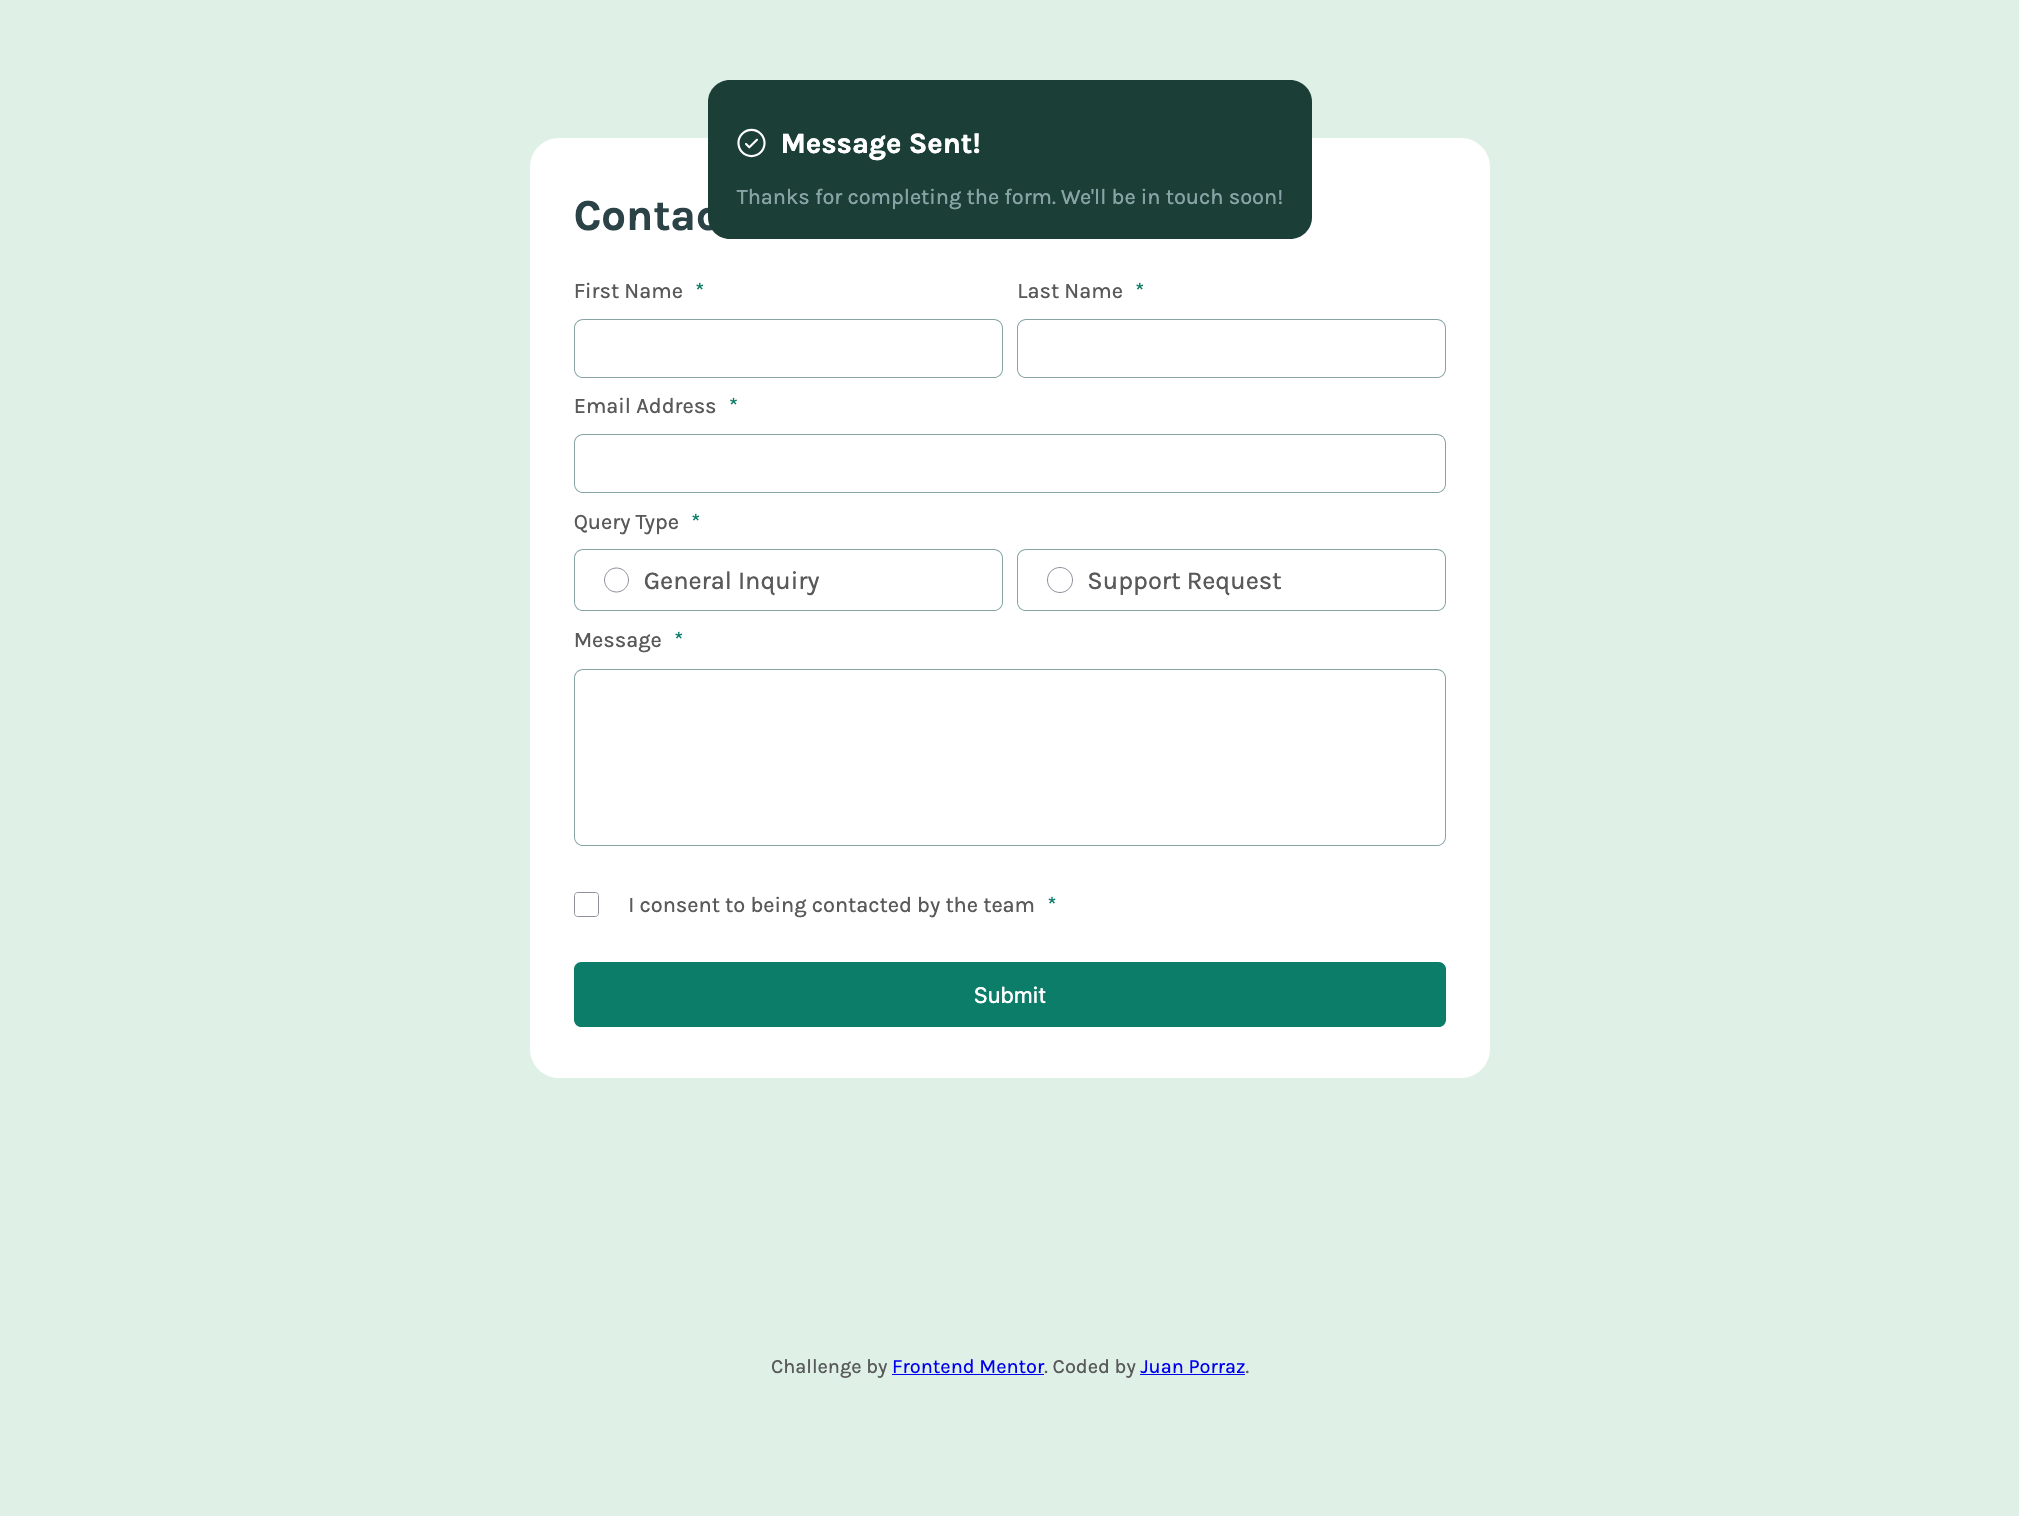 Message Sent!
Thanks for completing the form. We'll be in touch soon!
Contac
First Name *
Last Name *
Email Address *
Query Type *
General Inquiry
Support Request
Message *
I consent to being contacted by the team *
Submit
Challenge by Frontend Mentor. Coded by Juan Porraz.